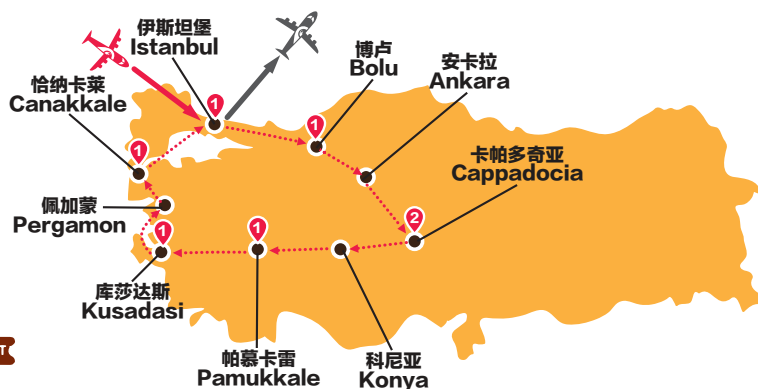 伊斯坦堡
Istanbul
1
博卢
Bolu
1
安卡拉
Ankara
恰纳卡莱
Canakkale
1
卡帕多奇亚
Cappadocia
2
佩加蒙
Pergamon
库莎达斯
Kusadasi
1
帕慕卡雷
Pamukkale
1
科尼亚
Konya
T